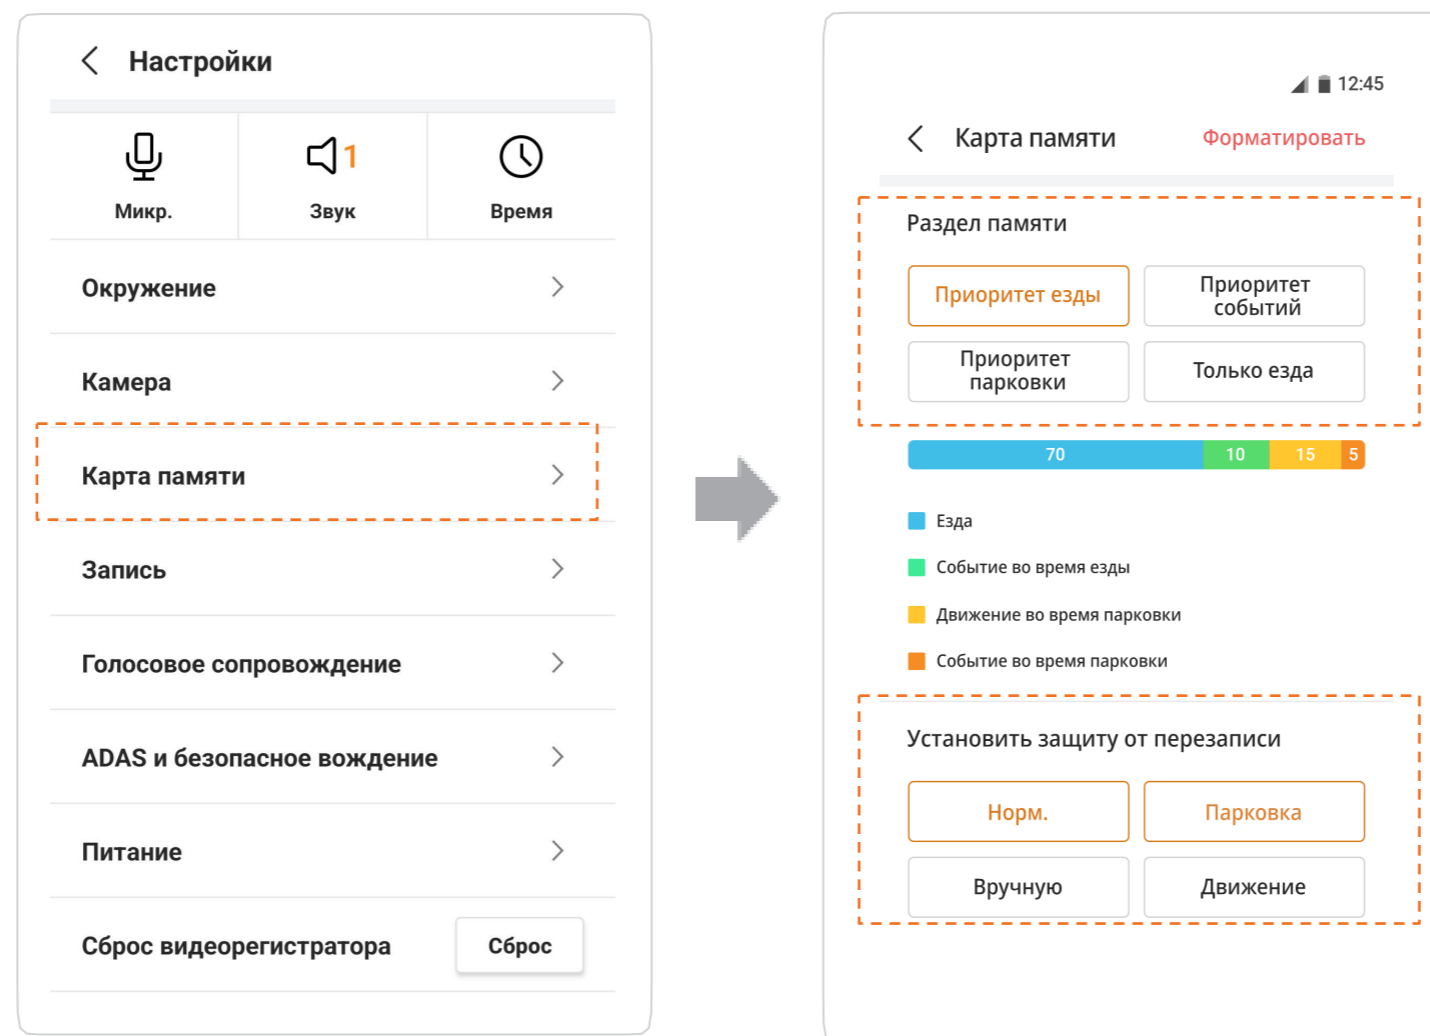 Настройки
1
Микр.
Звук
Время
Окружение
Камера
Карта памяти
Запись
Голосовое сопровождение
ADAS и безопасное вождение
Питание
Сброс видеорегистратора
Сброс
12:45
Карта памяти
Форматировать
Раздел памяти
Приоритет езды
Приоритет
событий
Приоритет
парковки
Только езда
70
10
15
5
Езда
Событие во время езды
Движение во время парковки
Событие во время парковки
Установить защиту от перезаписи
Норм.
Парковка
Вручную
Движение